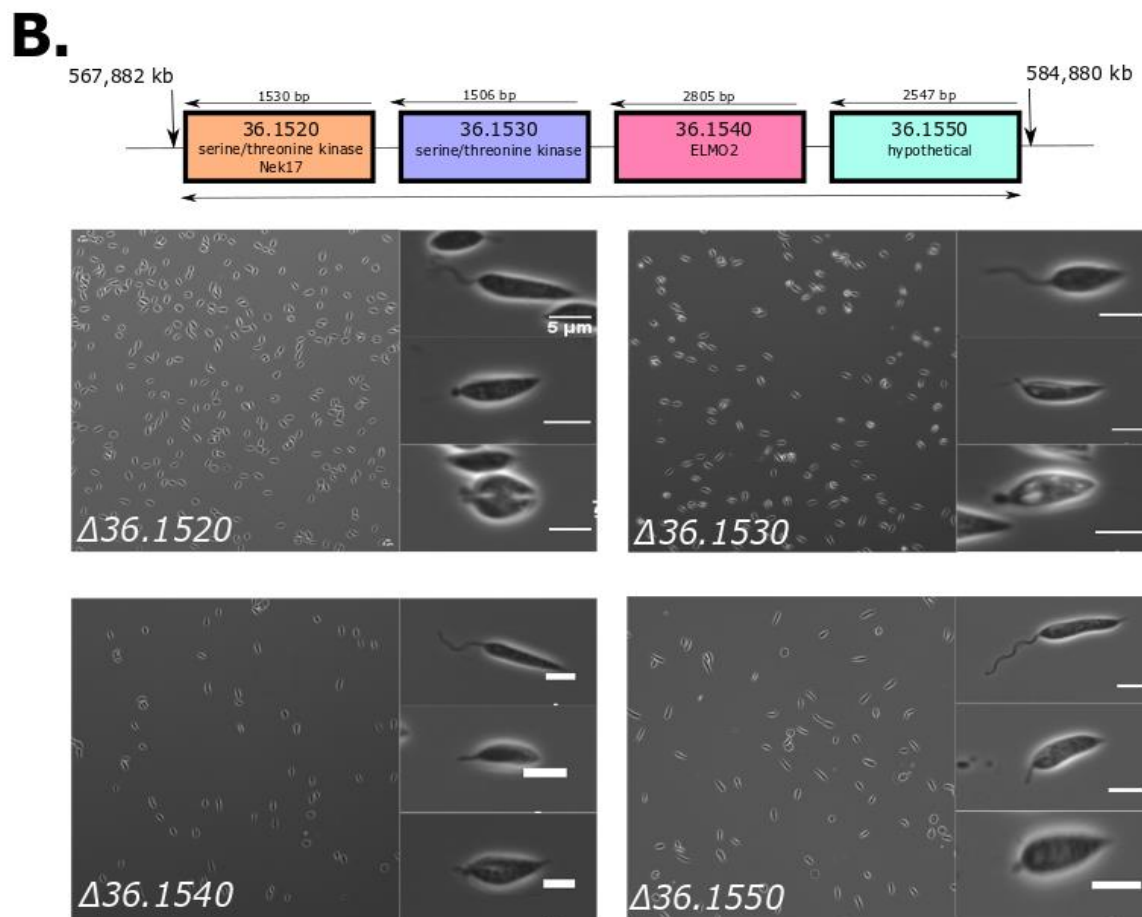 B.
567,882 kb
584,880 kb
1530 bp
1506 bp
2805 bp
2547 bp
36.1520
serine/threonine kinase
Nek17
36.1530
serine/threonine kinase
36.1540
ELMO2
36.1550
hypothetical
5 µm
Δ36.1520
Δ36.1530
Δ36.1540
Δ36.1550